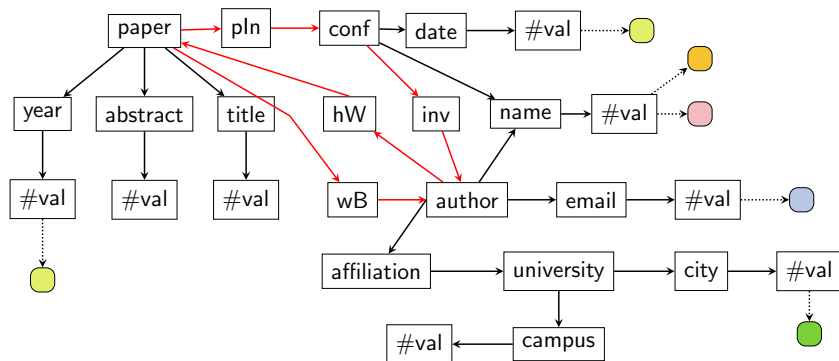 paper
pIn
conf
date
#val
year
abstract
title
hW
inv
name
#val
#val
#val
#val
wB
author
email
#val
affiliation
university
city
#val
#val
campus